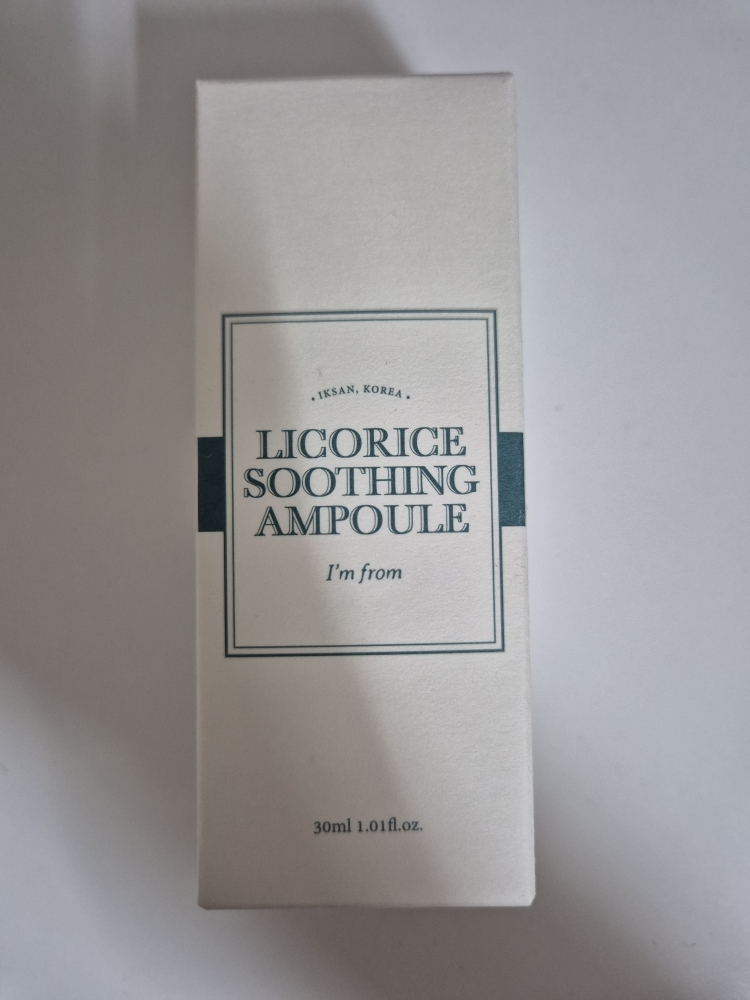 • IKSAN, KOREA •
LICORICE
SOOTHING
AMPOULE
I'm from
30ml 1.01fl.oz.